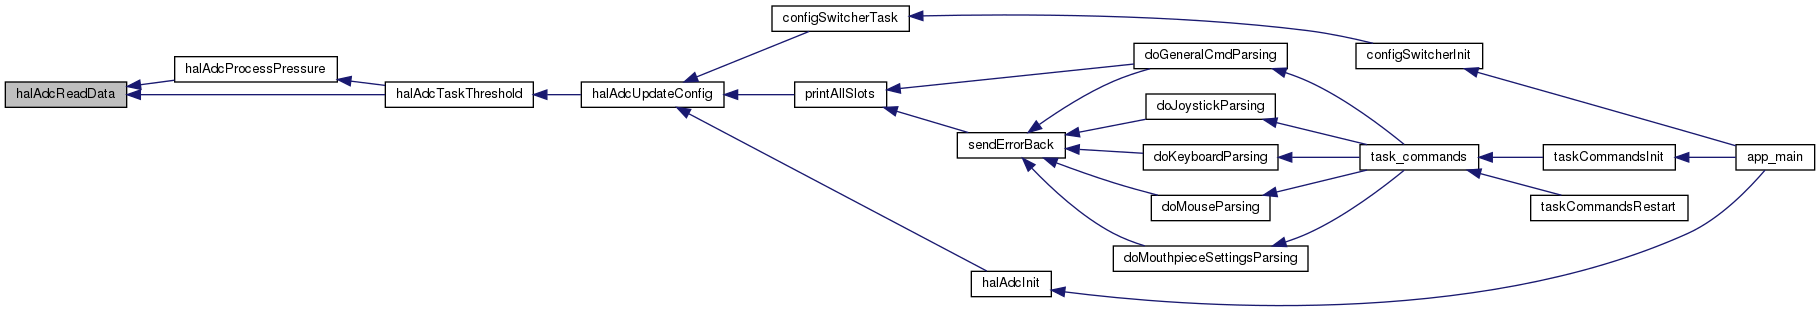 halAdcReadData
halAdcProcessPressure
halAdcTaskThreshold
halAdcUpdateConfig
configSwitcherTask
printAllSlots
sendErrorBack
halAdcInit
doGeneralCmdParsing
doJoystickParsing
doKeyboardParsing
doMouseParsing
doMouthpieceSettingsParsing
configSwitcherInit
task_commands
taskCommandsInit
taskCommandsRestart
app_main